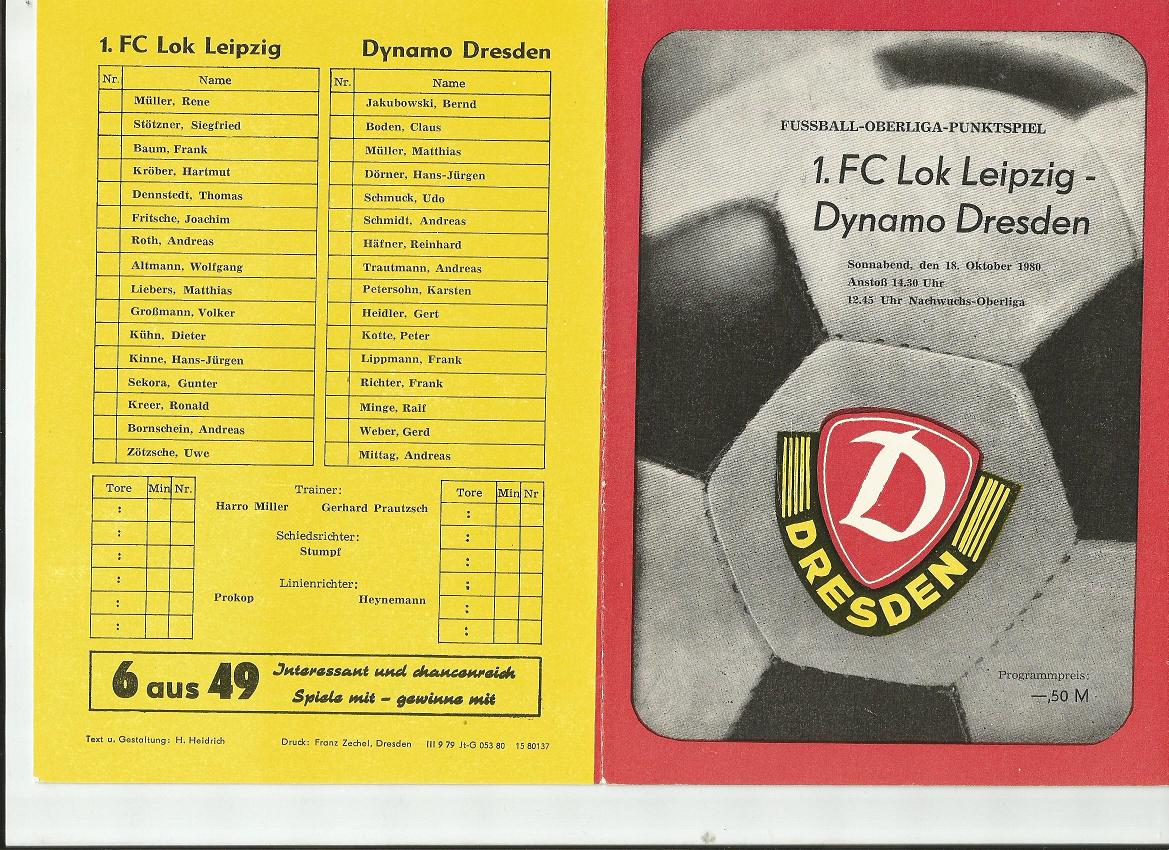 1. FC Lok Leipzig
Nr. Name
Müller, Rene
Stötzner, Siegfried
Baum, Frank
Kröber, Hartmut
Dennstedt, Thomas
Fritsche, Joachim
Roth, Andreas
Altmann, Wolfgang
Liebers, Matthias
Großmann, Volker
Kühn, Dieter
Kinne, Hans-Jürgen
Sekora, Gunter
Kreer, Ronald
Bornschein, Andreas
Zötzsche, Uwe
Dynamo Dresden
Nr. Name
Jakubowski, Bernd
Boden, Claus
Müller, Matthias
Dörner, Hans-Jürgen
Schmuck, Udo
Schmidt, Andreas
Häfner, Reinhard
Trautmann, Andreas
Petersohn, Karsten
Heidler, Gert
Kotte, Peter
Lippmann, Frank
Richter, Frank
Minge, Ralf
Weber, Gerd
Mittag, Andreas
Tore Min Nr.
:
:
:
:
:
:
Trainer:
Harro Miller Gerhard Prautzsch
Schiedsrichter:
Stumpf
Linienrichter:
Prokop Heynemann
Tore Min Nr
:
:
:
:
:
:
6 aus 49
Interessant und chancenreich
Spiele mit – gewinne mit
Text u. Gestaltung: H. Heidrich Druck: Franz Zechel, Dresden III 9 79 Jt-G 053 80 15 80137
FUSSBALL-OBERLIGA-PUNKTSPIEL
1. FC Lok Leipzig -
Dynamo Dresden
Sonnabend, den 18. Oktober 1980
Anstoß 14.30 Uhr
12.45 Uhr Nachwuchs-Oberliga
D
DRESDEN
Programmpreis:
—,50 M